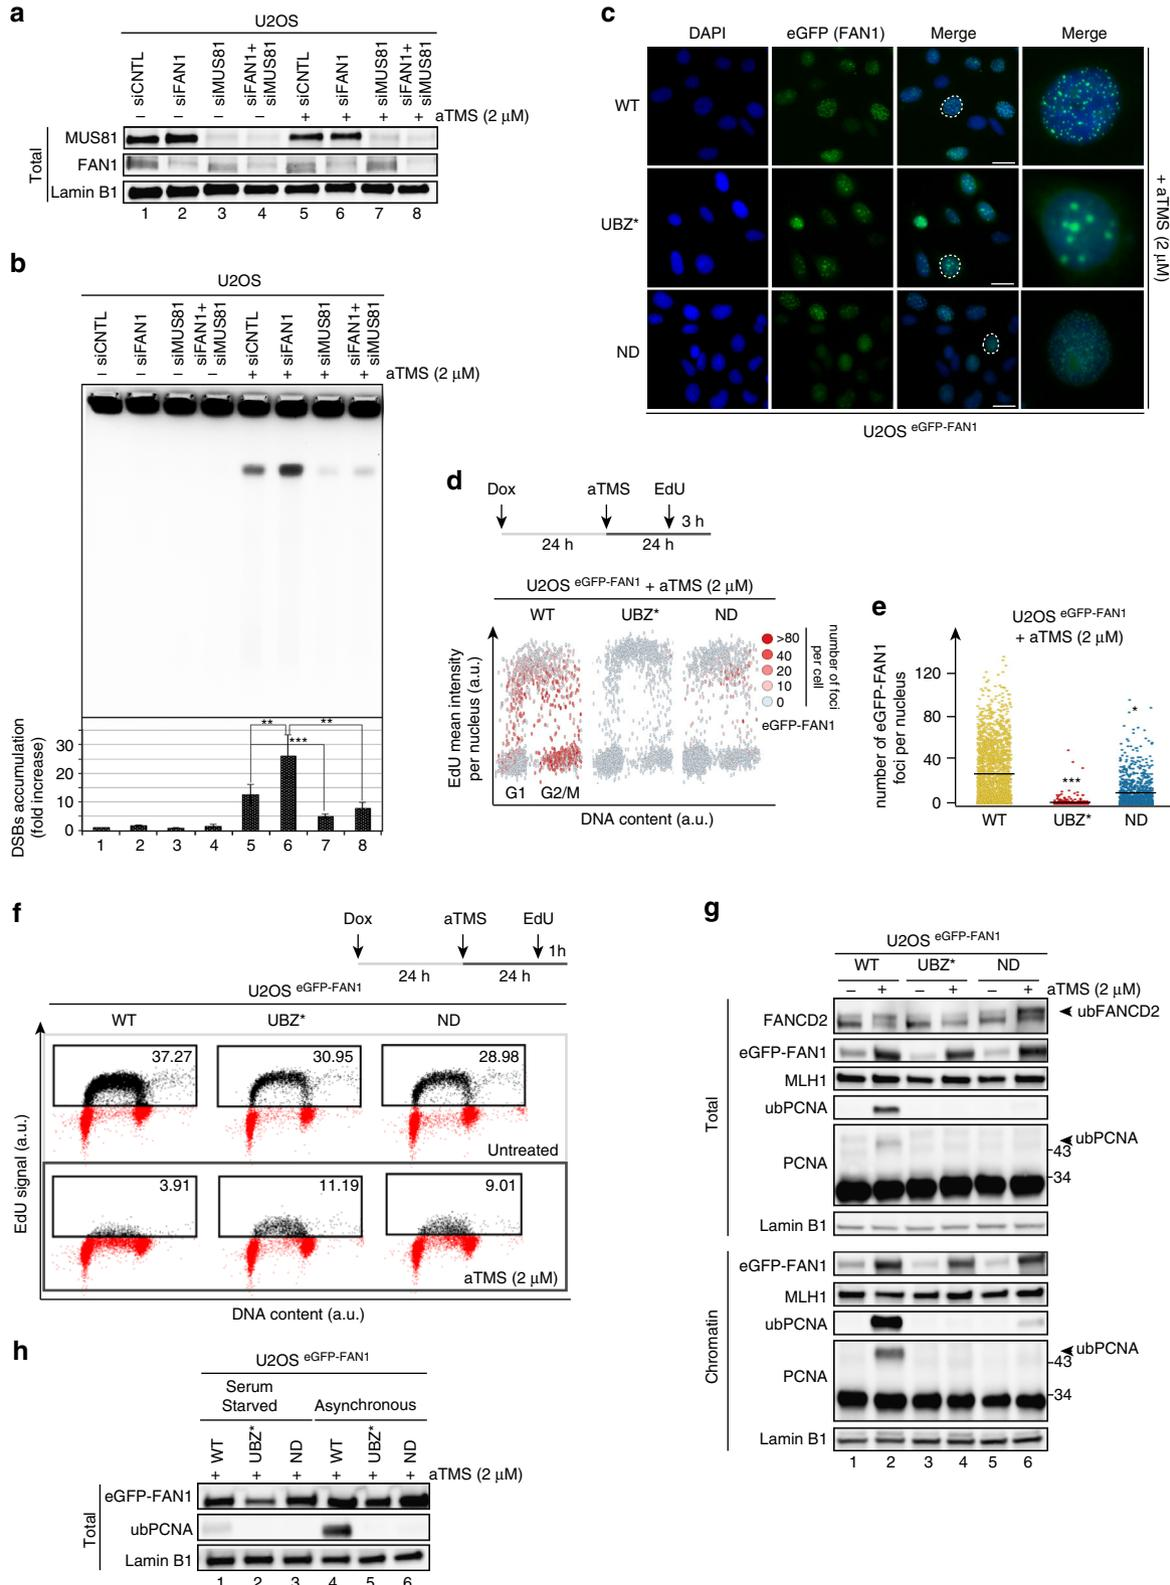 a
U2OS
siCNTL
siFAN1
siMUS81
siFAN1+
siMUS81
siCNTL
siFAN1
siMUS81
siFAN1+
siMUS81
– – – – + + + + aTMS (2 μM)
Total
MUS81
FAN1
Lamin B1
1 2 3 4 5 6 7 8
b
U2OS
siCNTL
siFAN1
siMUS81
siFAN1+
siMUS81
siCNTL
siFAN1
siMUS81
siFAN1+
siMUS81
– – – – + + + + aTMS (2 μM)
DSBs accumulation
(fold increase)
30
20
10
0
** **
***
1 2 3 4 5 6 7 8
c
DAPI eGFP (FAN1) Merge Merge
WT
UBZ*
ND
+ aTMS (2 μM)
U2OS eGFP-FAN1
d
Dox aTMS EdU
3 h
24 h 24 h
U2OS eGFP-FAN1 + aTMS (2 μM)
WT UBZ* ND
EdU mean intensity
per nucleus (a.u.)
>80
40
20
10
0
number of foci
per cell
eGFP-FAN1
G1 G2/M
DNA content (a.u.)
e
U2OS eGFP-FAN1
+ aTMS (2 μM)
number of eGFP-FAN1
foci per nucleus
120
80
40
0
***
*
WT UBZ* ND
f
Dox aTMS EdU
1h
24 h 24 h
U2OS eGFP-FAN1
WT UBZ* ND
EdU signal (a.u.)
37.27 30.95 28.98
Untreated
3.91 11.19 9.01
aTMS (2 μM)
DNA content (a.u.)
g
U2OS eGFP-FAN1
WT UBZ* ND
– + – + – + aTMS (2 μM)
Total
FANCD2 ubFANCD2
eGFP-FAN1
MLH1
ubPCNA
ubPCNA
43
PCNA
34
Lamin B1
Chromatin
eGFP-FAN1
MLH1
ubPCNA
ubPCNA
43
PCNA
34
Lamin B1
1 2 3 4 5 6
h
U2OS eGFP-FAN1
Serum
Starved Asynchronous
WT
UBZ*
ND
WT
UBZ*
ND
+ + + + + + aTMS (2 μM)
Total
eGFP-FAN1
ubPCNA
Lamin B1
1 2 3 4 5 6